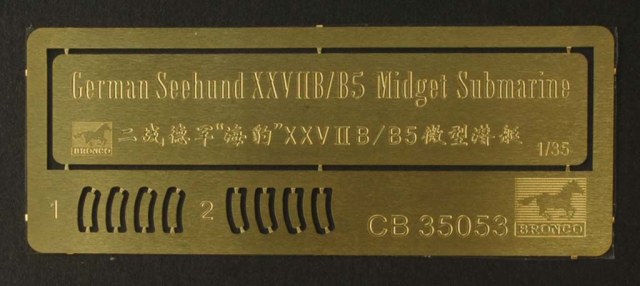 German Seehund XXVIIB/B5 Midget Submarine
二战德军“海豹”XXVⅡB/B5微型潜艇
BRONCO
1/35
1
2
CB 35053
BRONCO